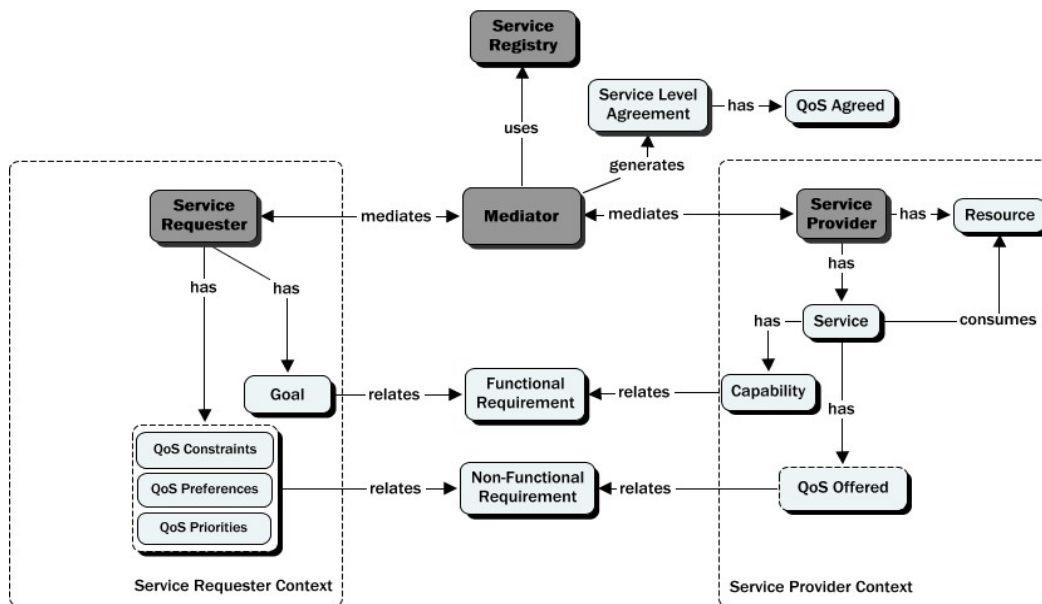 Service
Registry
Service Level
Agreement
has
QoS Agreed
uses
generates
Service
Requester
mediates
Mediator
mediates
Service
Provider
has
Resource
has
has
has
Service
consumes
has
Goal
relates
Functional
Requirement
relates
Capability
has
QoS Constraints
QoS Preferences
QoS Priorities
relates
Non-Functional
Requirement
relates
QoS Offered
Service Requester Context
Service Provider Context